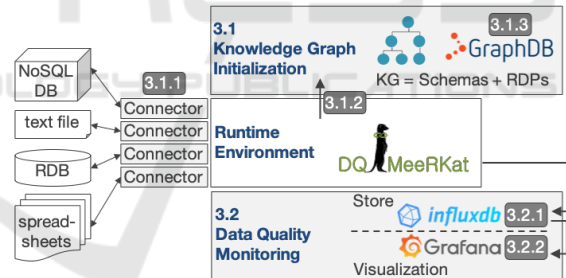 3.1
Knowledge Graph
Initialization
3.1.3
GraphDB
KG = Schemas + RDPs
NoSQL
DB
3.1.1
Connector
3.1.2
text file
Connector
Runtime
Environment
DQ MeeRKat
RDB
Connector
Connector
spread-
sheets
3.2
Data Quality
Monitoring
Store
influxdb
3.2.1
Grafana
3.2.2
Visualization